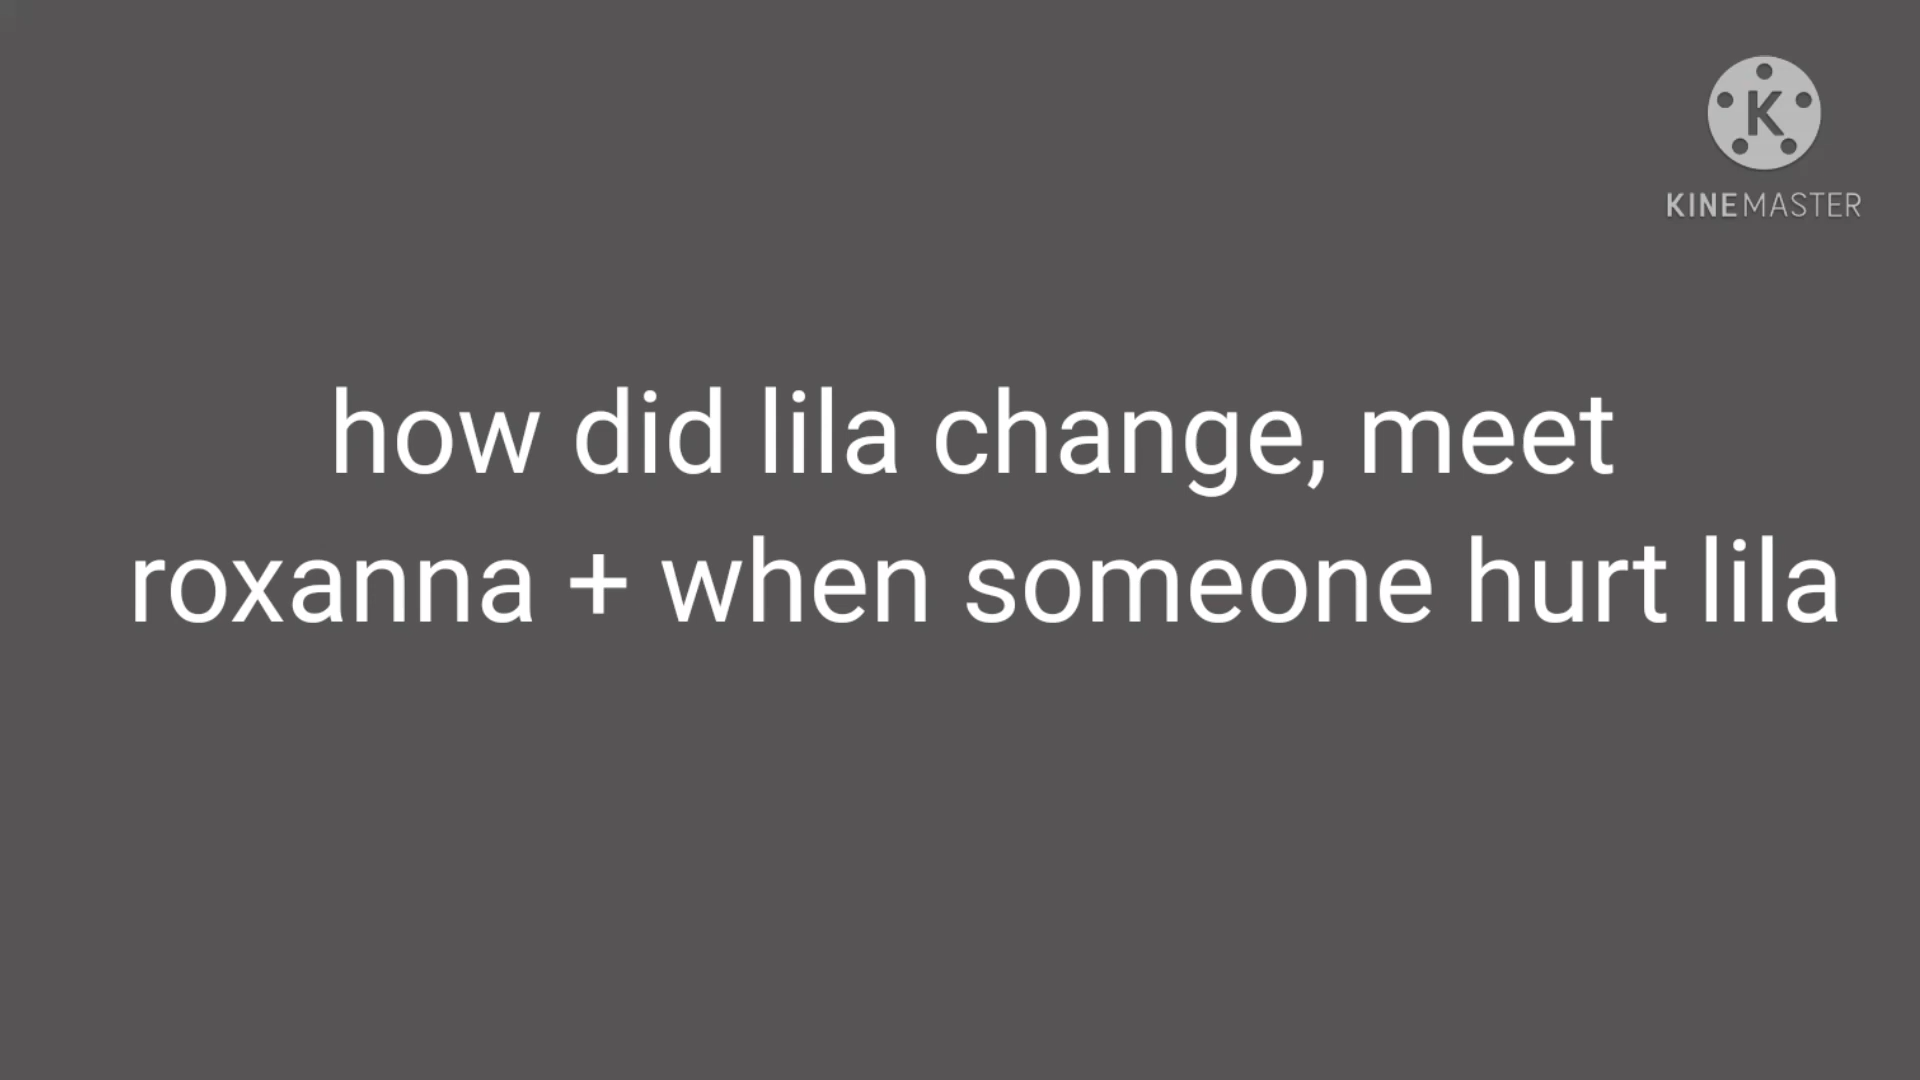 K
KINEMASTER
how did lila change, meet
roxanna + when someone hurt lila